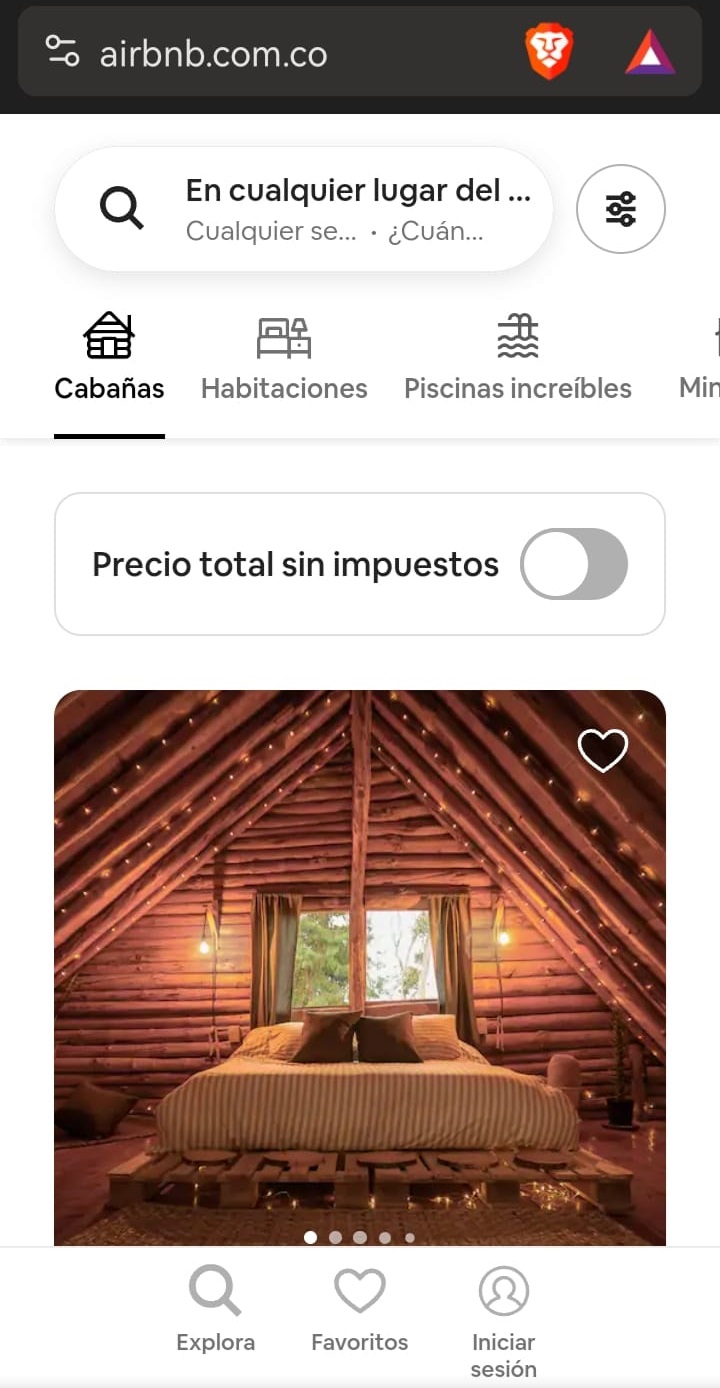 airbnb.com.co
En cualquier lugar del ...
Cualquier se... · ¿Cuán...
Cabañas
Habitaciones
Piscinas increíbles
Min
Precio total sin impuestos
Explora
Favoritos
Iniciar
sesión